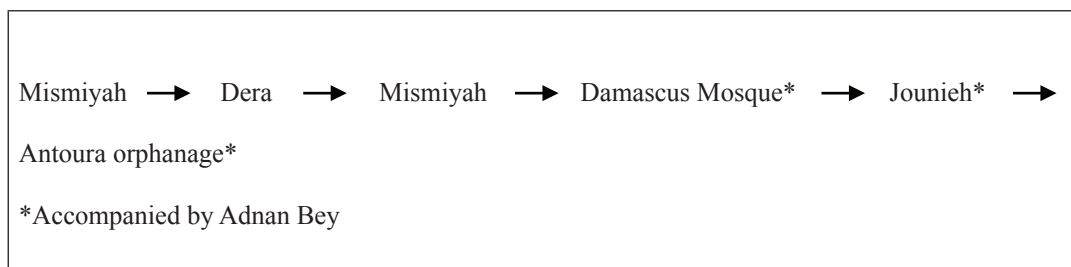 Mismiyah → Dera → Mismiyah → Damascus Mosque* → Jounieh* →
Antoura orphanage*
*Accompanied by Adnan Bey